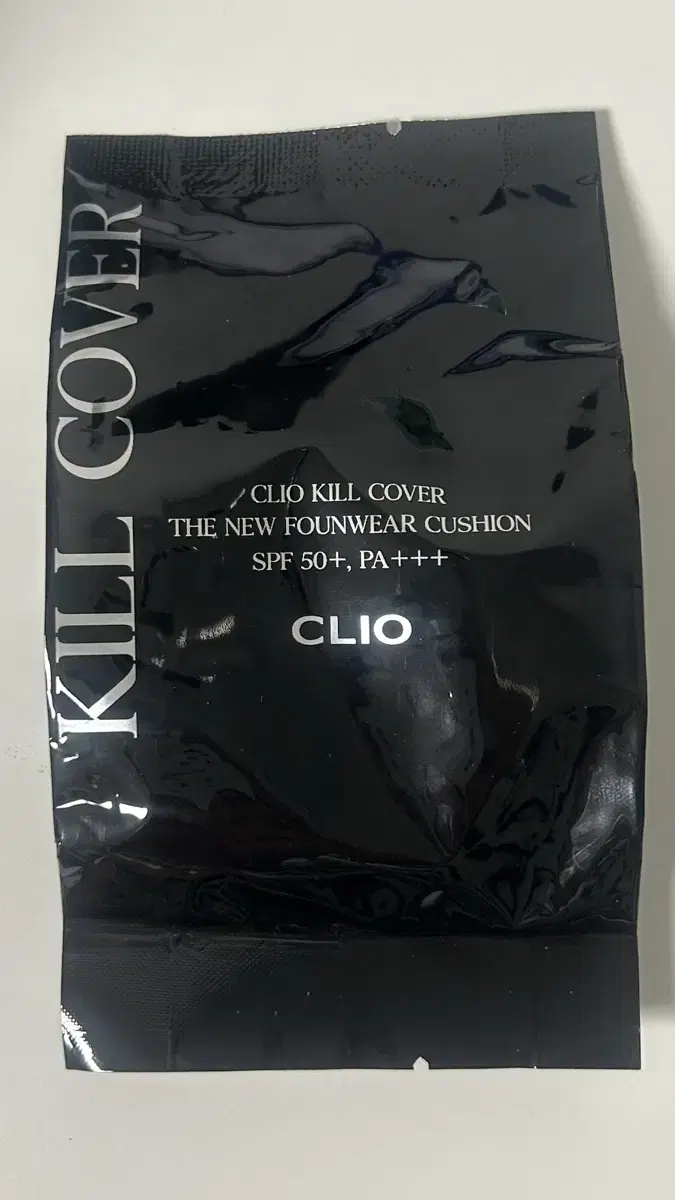 KILL COVER
CLIO KILL COVER
THE NEW FOUNWEAR CUSHION
SPF 50+, PA+++
CLIO